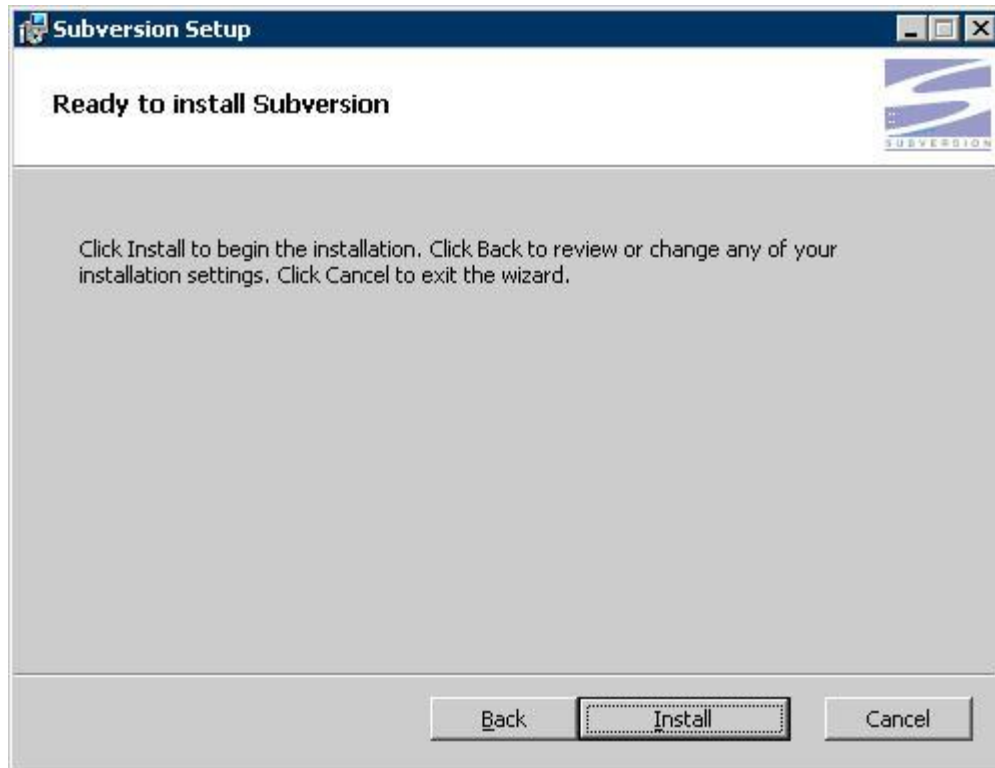 Subversion Setup
Ready to install Subversion
SUBVERSION
Click Install to begin the installation. Click Back to review or change any of your
installation settings. Click Cancel to exit the wizard.
Back
Install
Cancel